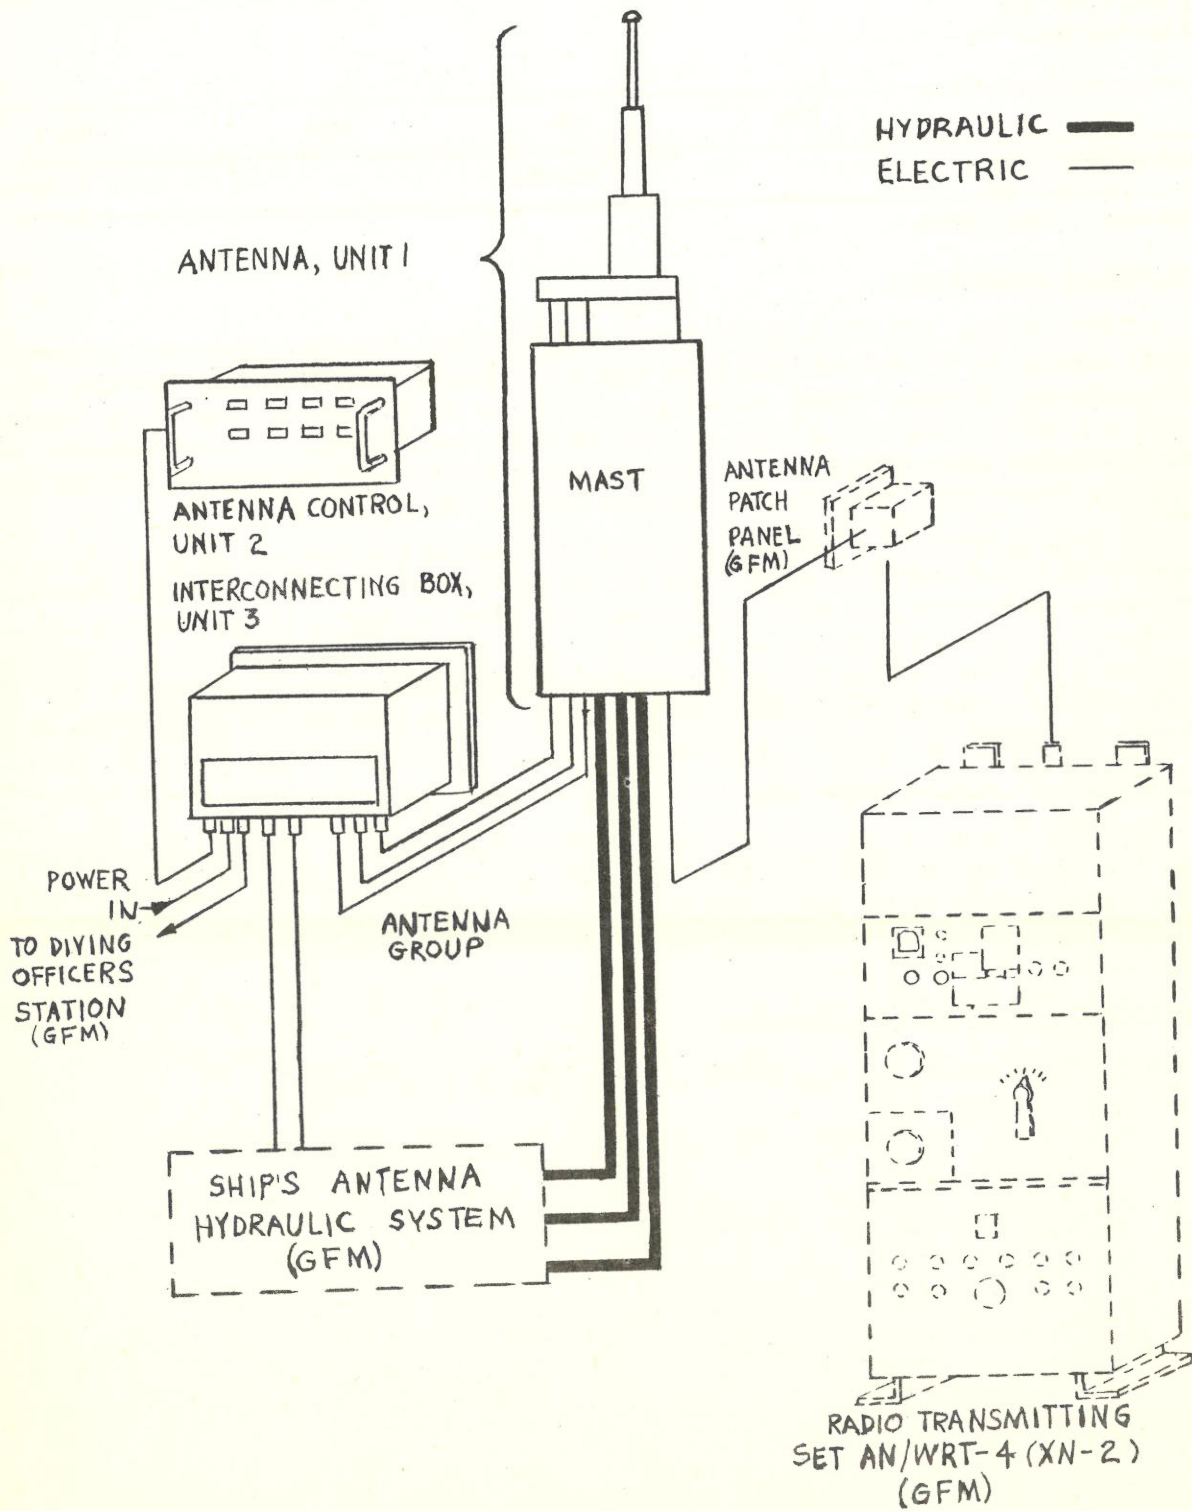 HYDRAULIC
ELECTRIC
ANTENNA, UNIT 1
ANTENNA CONTROL,
UNIT 2
INTERCONNECTING BOX,
UNIT 3
MAST
ANTENNA
PATCH
PANEL
(GFM)
POWER
IN
TO DIVING
OFFICERS
STATION
(GFM)
ANTENNA
GROUP
SHIP'S ANTENNA
HYDRAULIC SYSTEM
(GFM)
RADIO TRANSMITTING
SET AN/WRT-4 (XN-2)
(GFM)